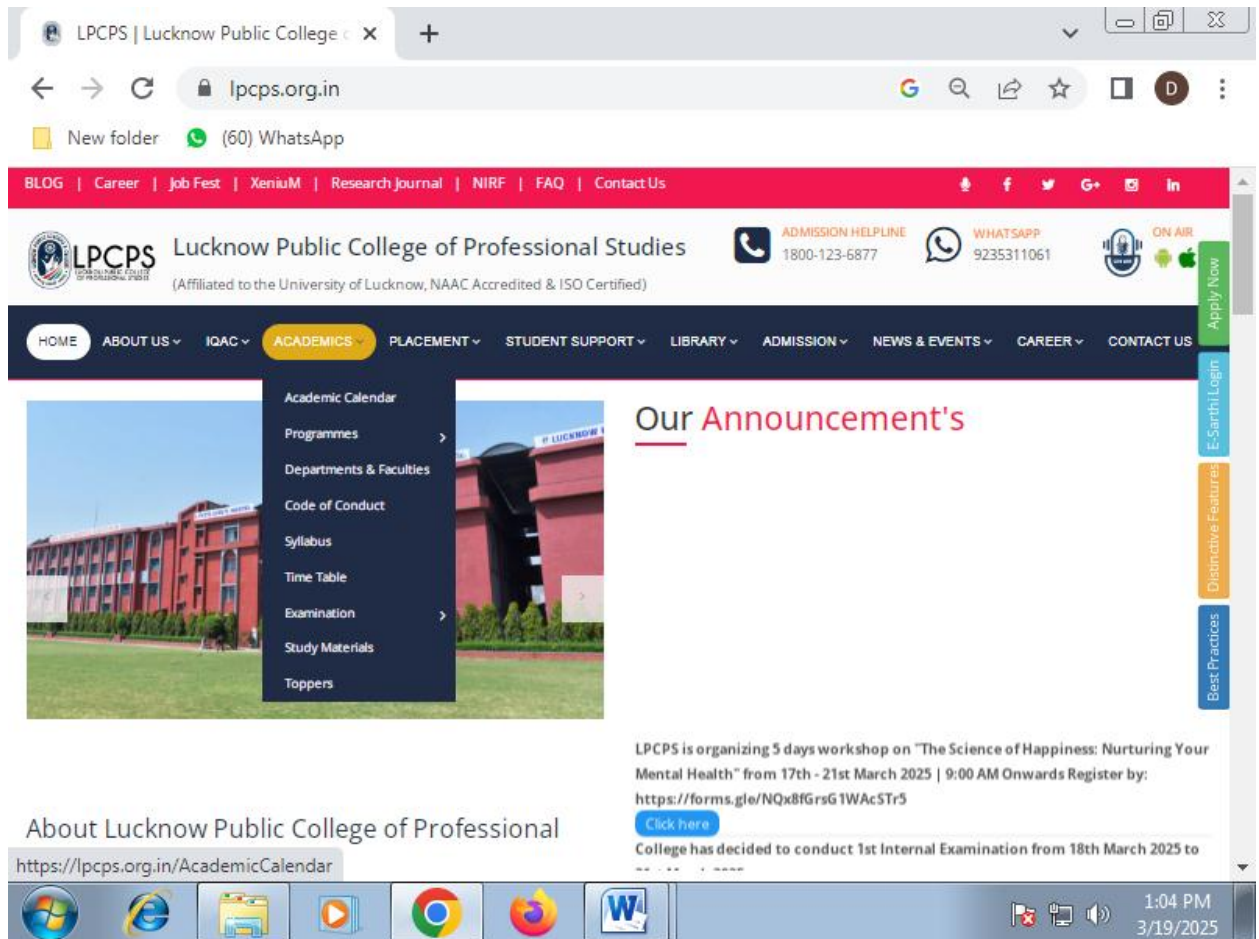 LPCPS | Lucknow Public College
lpcps.org.in
G
D
New folder
(60) WhatsApp
BLOG | Career | Job Fest | XeniuM | Research Journal | NIRF | FAQ | Contact Us
f G+ in
LPCPS
LUCKNOW PUBLIC COLLEGE
OF PROFESSIONAL STUDIES
Lucknow Public College of Professional Studies
(Affiliated to the University of Lucknow, NAAC Accredited & ISO Certified)
ADMISSION HELPLINE
1800-123-6877
WHATSAPP
9235311061
ON AIR
HOME ABOUT US IQAC ACADEMICS PLACEMENT STUDENT SUPPORT LIBRARY ADMISSION NEWS & EVENTS CAREER CONTACT US
Academic Calendar
Programmes
Departments & Faculties
Code of Conduct
Syllabus
Time Table
Examination
Study Materials
Toppers
Our Announcement's
Apply Now
E-Sarthi Login
Distinctive Features
Best Practices
LPCPS is organizing 5 days workshop on "The Science of Happiness: Nurturing Your
Mental Health" from 17th - 21st March 2025 | 9:00 AM Onwards Register by:
https://forms.gle/NQx8fGrsG1WAcSTr5
Click here
College has decided to conduct 1st Internal Examination from 18th March 2025 to
About Lucknow Public College of Professional
https://lpcps.org.in/AcademicCalendar
W
1:04 PM
3/19/2025